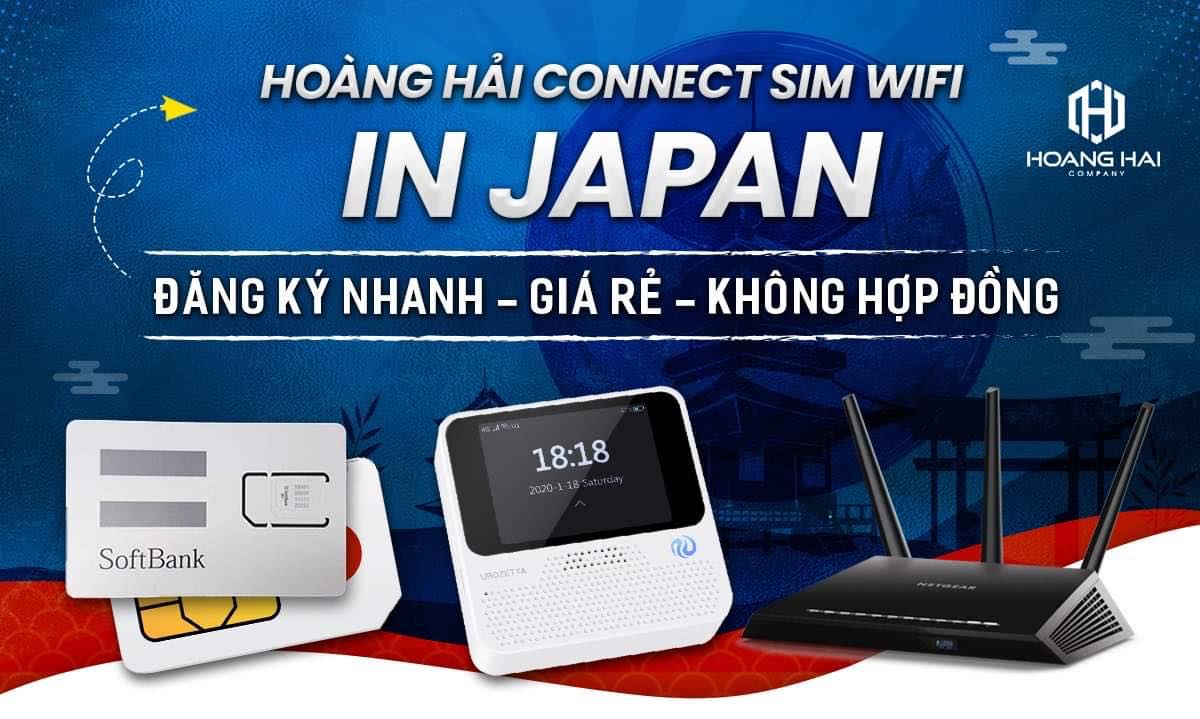 HOÀNG HẢI CONNECT SIM WIFI
IN JAPAN
HOANG HAI
COMPANY
ĐĂNG KÝ NHANH – GIÁ RẺ – KHÔNG HỢP ĐỒNG
SoftBank
4G
18:18
2020-1-18 Saturday
UROZETTA
NETGEAR